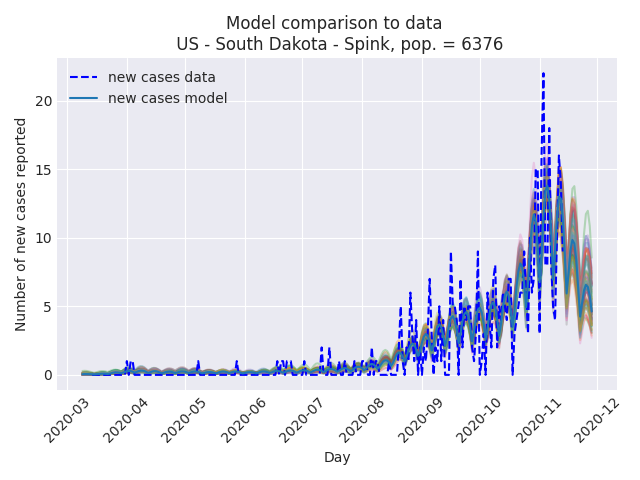 Model comparison to data
US - South Dakota - Spink, pop. = 6376
new cases data
new cases model
Number of new cases reported
20
15
10
5
0
2020-03
2020-04
2020-05
2020-06
2020-07
2020-08
2020-09
2020-10
2020-11
2020-12
Day